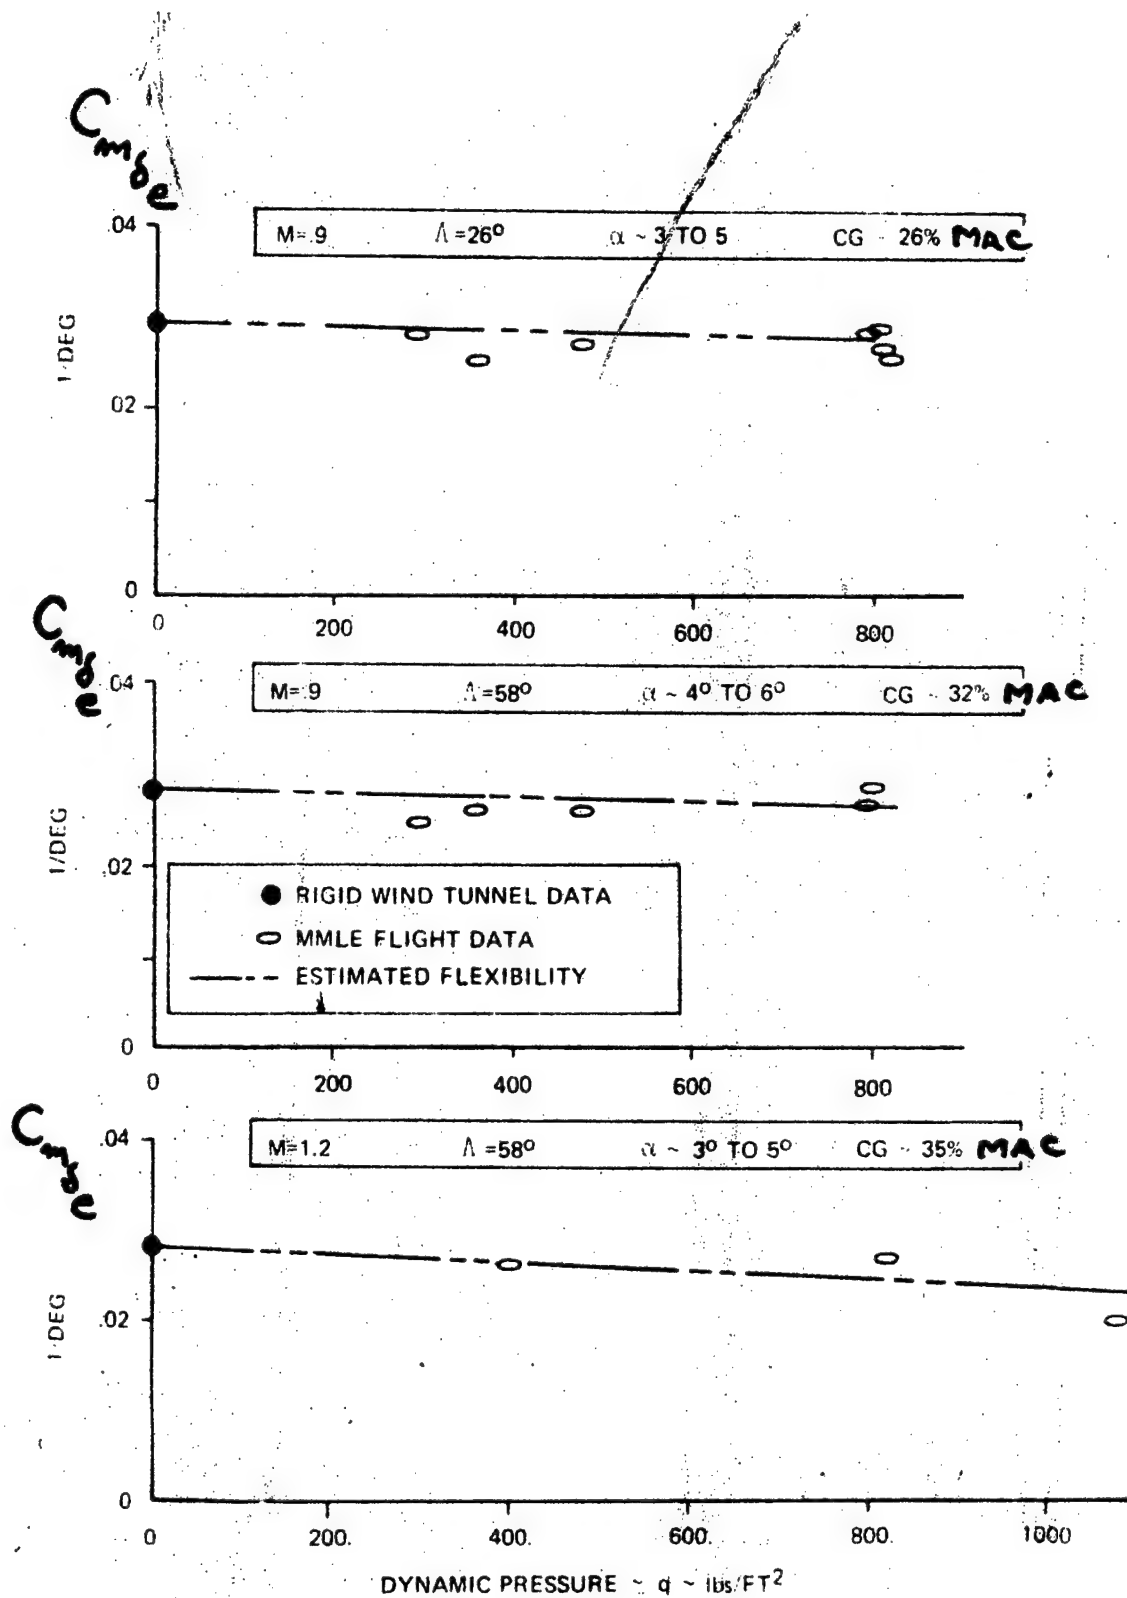 C m δ e
.04
M=.9 Λ=26° α ~ 3 TO 5 CG ~ 26% MAC
1/DEG
02
0
0 200 400 600 800
C m δ e
.04
M=.9 Λ=58° α ~ 4° TO 6° CG ~ 32% MAC
1/DEG
.02
RIGID WIND TUNNEL DATA
MMLE FLIGHT DATA
ESTIMATED FLEXIBILITY
0
0 200 400 600 800
C m δ e
.04
M=1.2 Λ=58° α ~ 3° TO 5° CG ~ 35% MAC
1/DEG
.02
0
0 200. 400. 600. 800. 1000
DYNAMIC PRESSURE ~ q ~ lbs/FT²